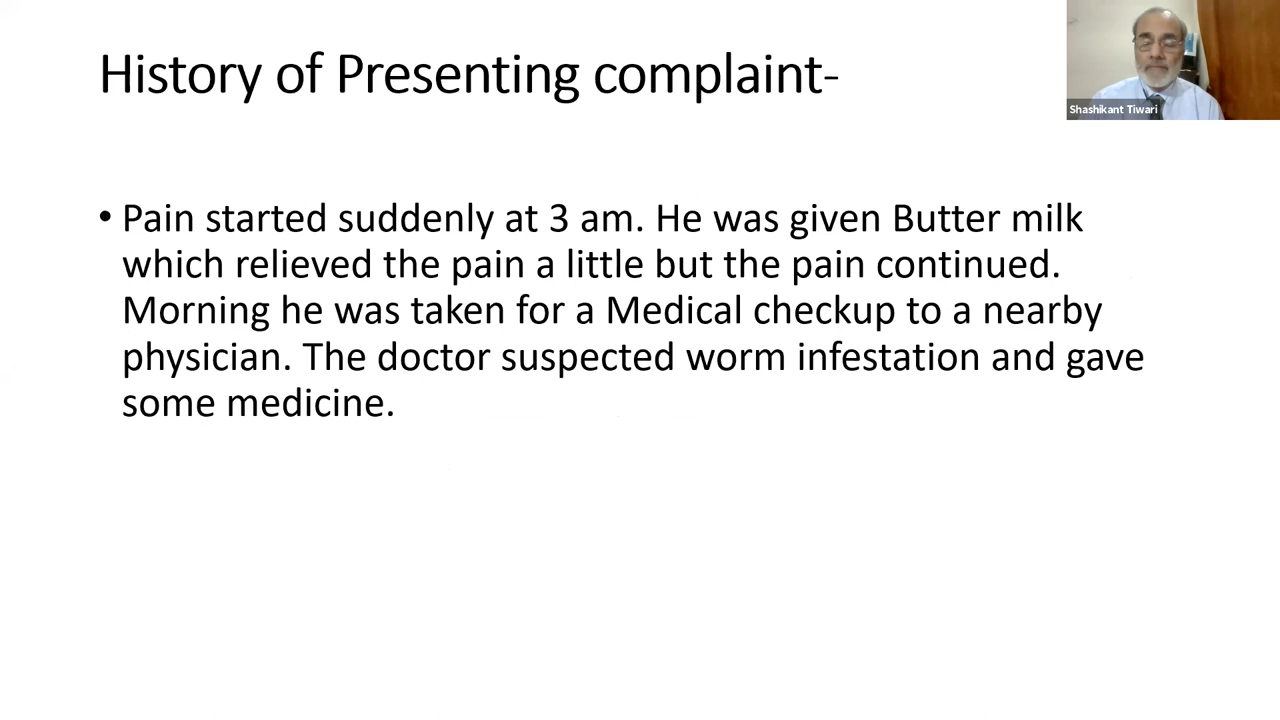 History of Presenting complaint-
Shashikant Tiwari
• Pain started suddenly at 3 am. He was given Butter milk
which relieved the pain a little but the pain continued.
Morning he was taken for a Medical checkup to a nearby
physician. The doctor suspected worm infestation and gave
some medicine.